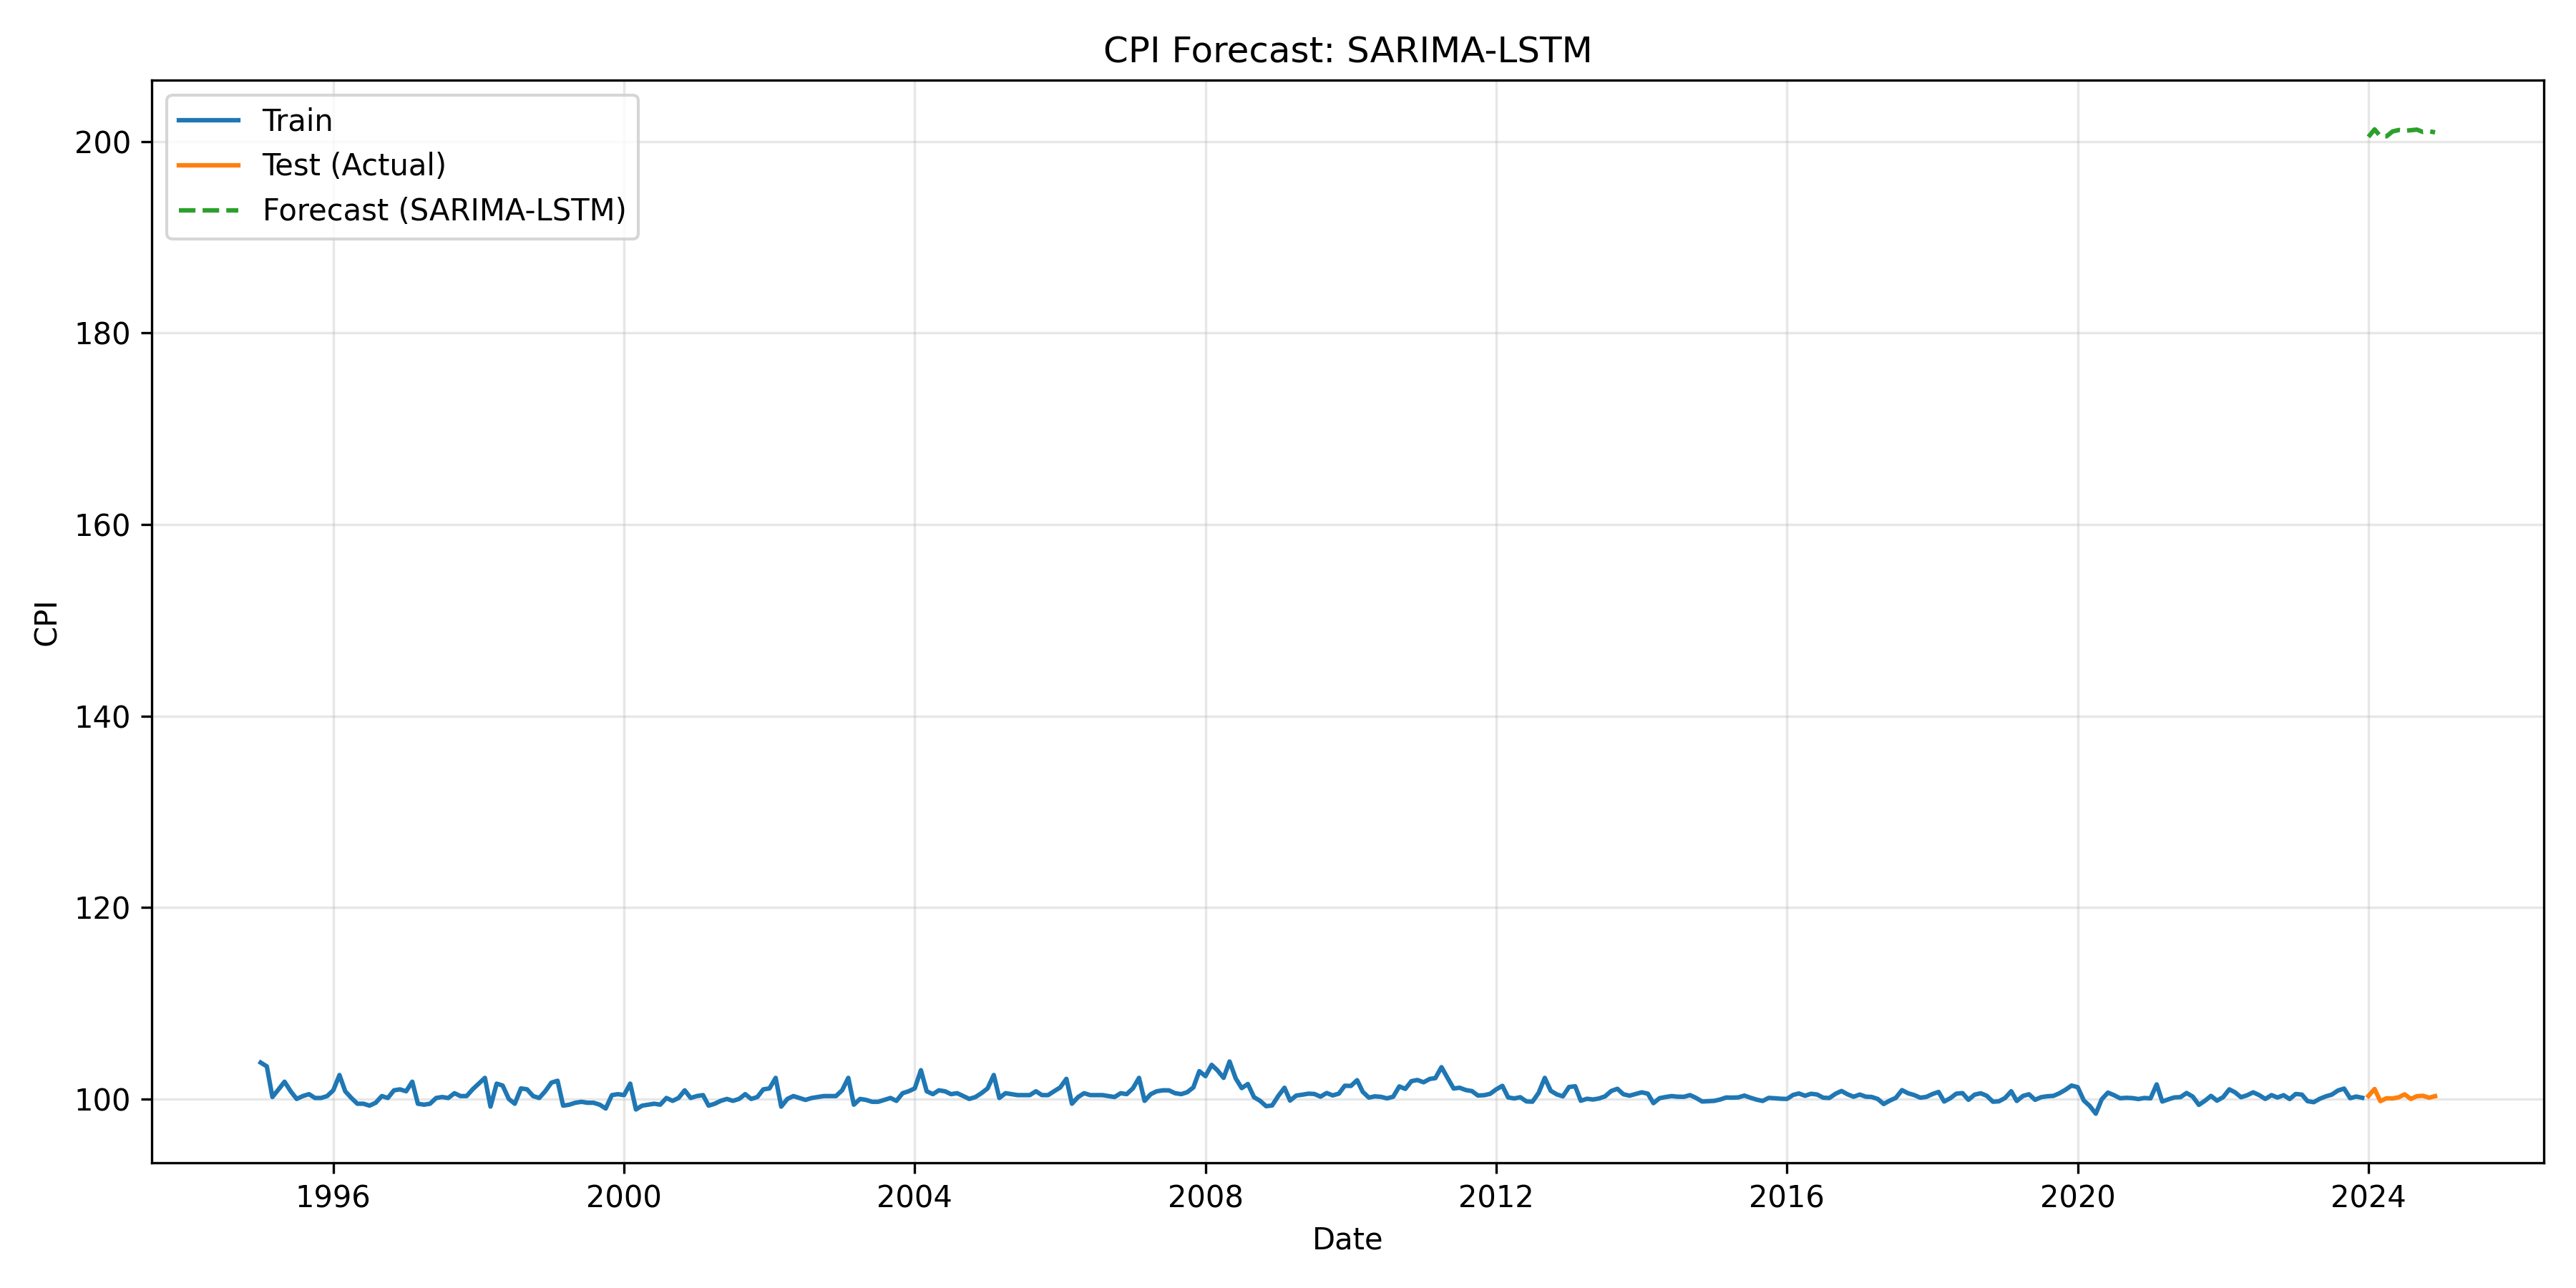 CPI Forecast: SARIMA-LSTM
Train
Test (Actual)
Forecast (SARIMA-LSTM)
200
180
160
140
120
100
CPI
1996 2000 2004 2008 2012 2016 2020 2024
Date